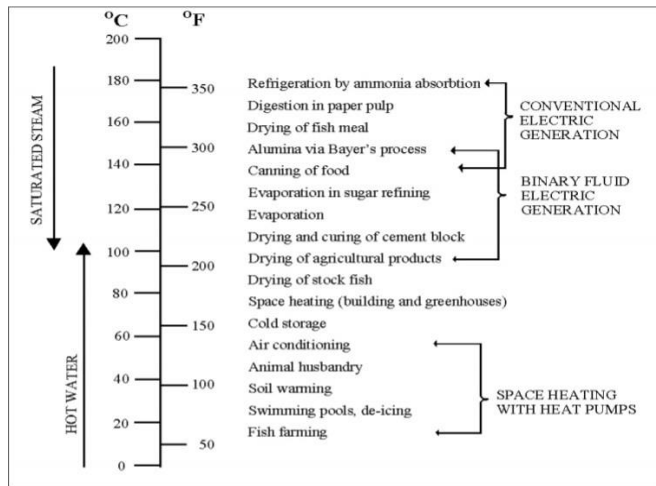 °C
°F
200
180
160
140
120
100
80
60
40
20
0
350
300
250
200
150
100
50
SATURATED STEAM
HOT WATER
Refrigeration by ammonia absorbtion
Digestion in paper pulp
Drying of fish meal
Alumina via Bayer's process
Canning of food
Evaporation in sugar refining
Evaporation
Drying and curing of cement block
Drying of agricultural products
Drying of stock fish
Space heating (building and greenhouses)
Cold storage
Air conditioning
Animal husbandry
Soil warming
Swimming pools, de-icing
Fish farming
CONVENTIONAL
ELECTRIC
GENERATION
BINARY FLUID
ELECTRIC
GENERATION
SPACE HEATING
WITH HEAT PUMPS